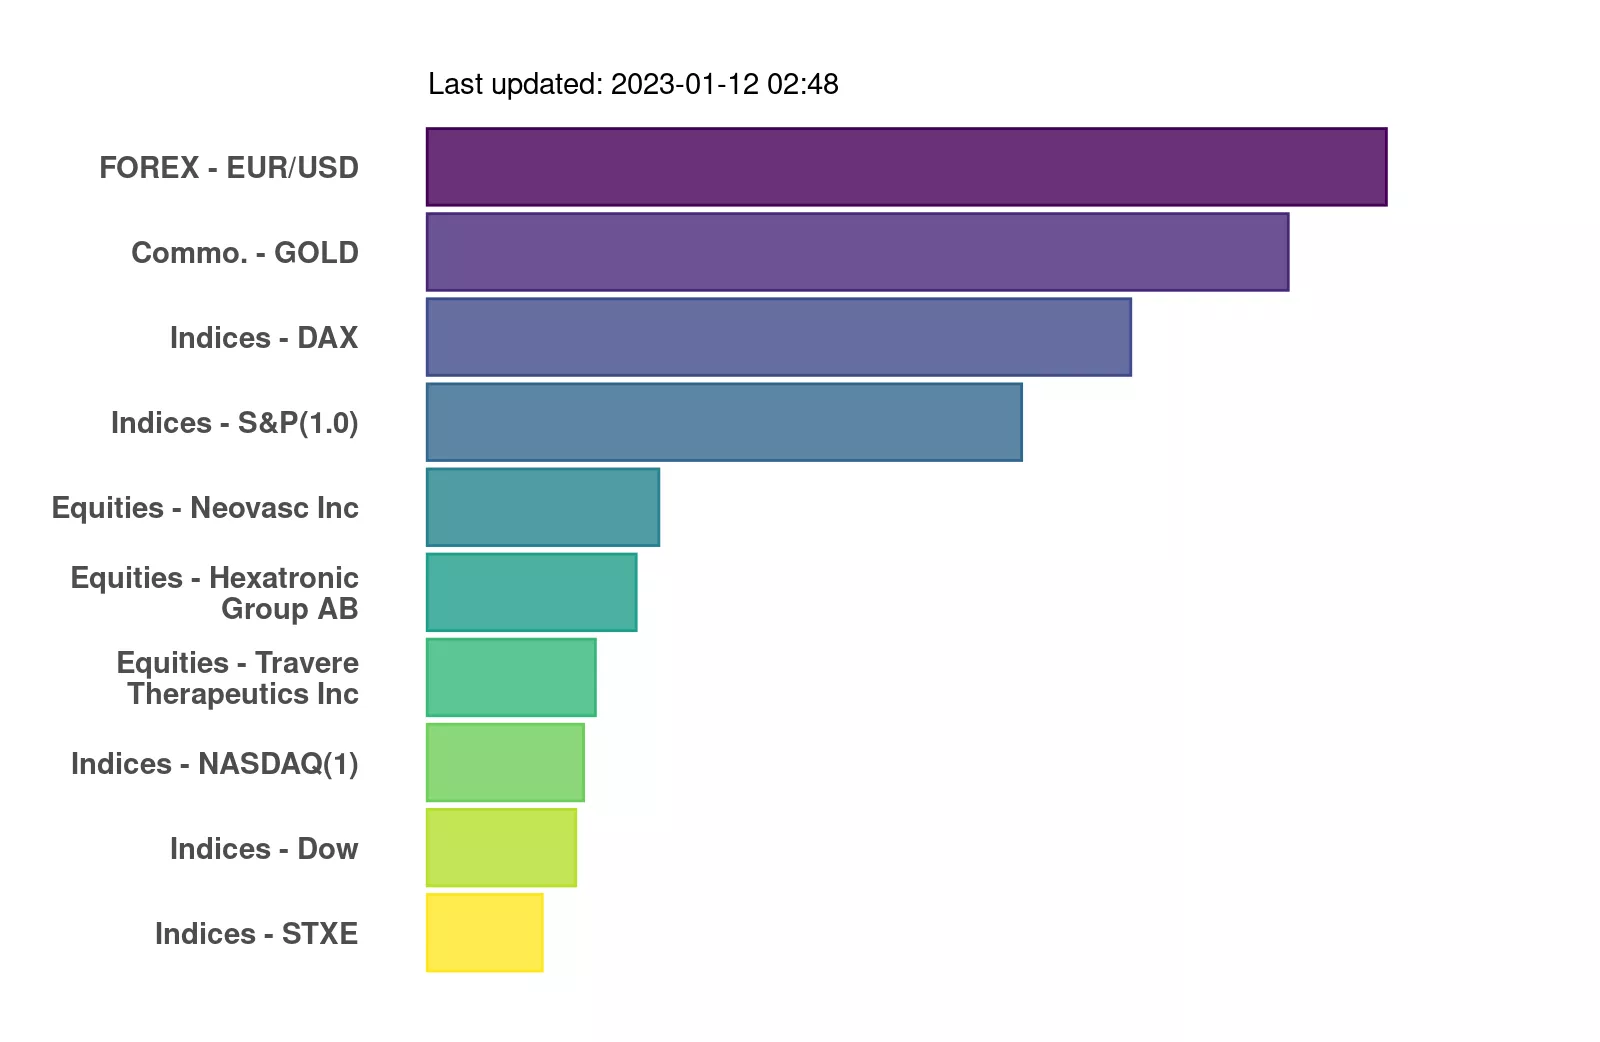 Last updated: 2023-01-12 02:48
FOREX - EUR/USD
Commo. - GOLD
Indices - DAX
Indices - S&P(1.0)
Equities - Neovasc Inc
Equities - Hexatronic
Group AB
Equities - Travere
Therapeutics Inc
Indices - NASDAQ(1)
Indices - Dow
Indices - STXE